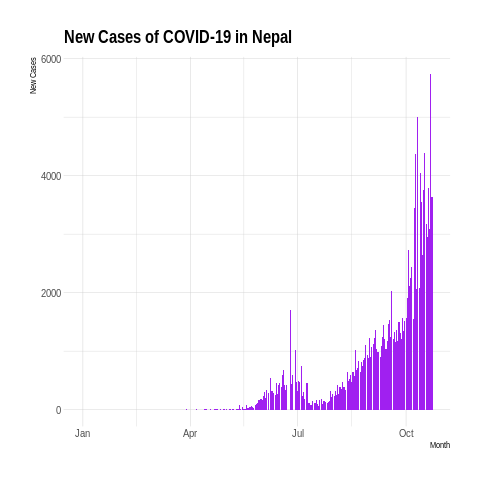 New Cases of COVID-19 in Nepal
New Cases
6000
4000
2000
0
Jan Apr Jul Oct
Month